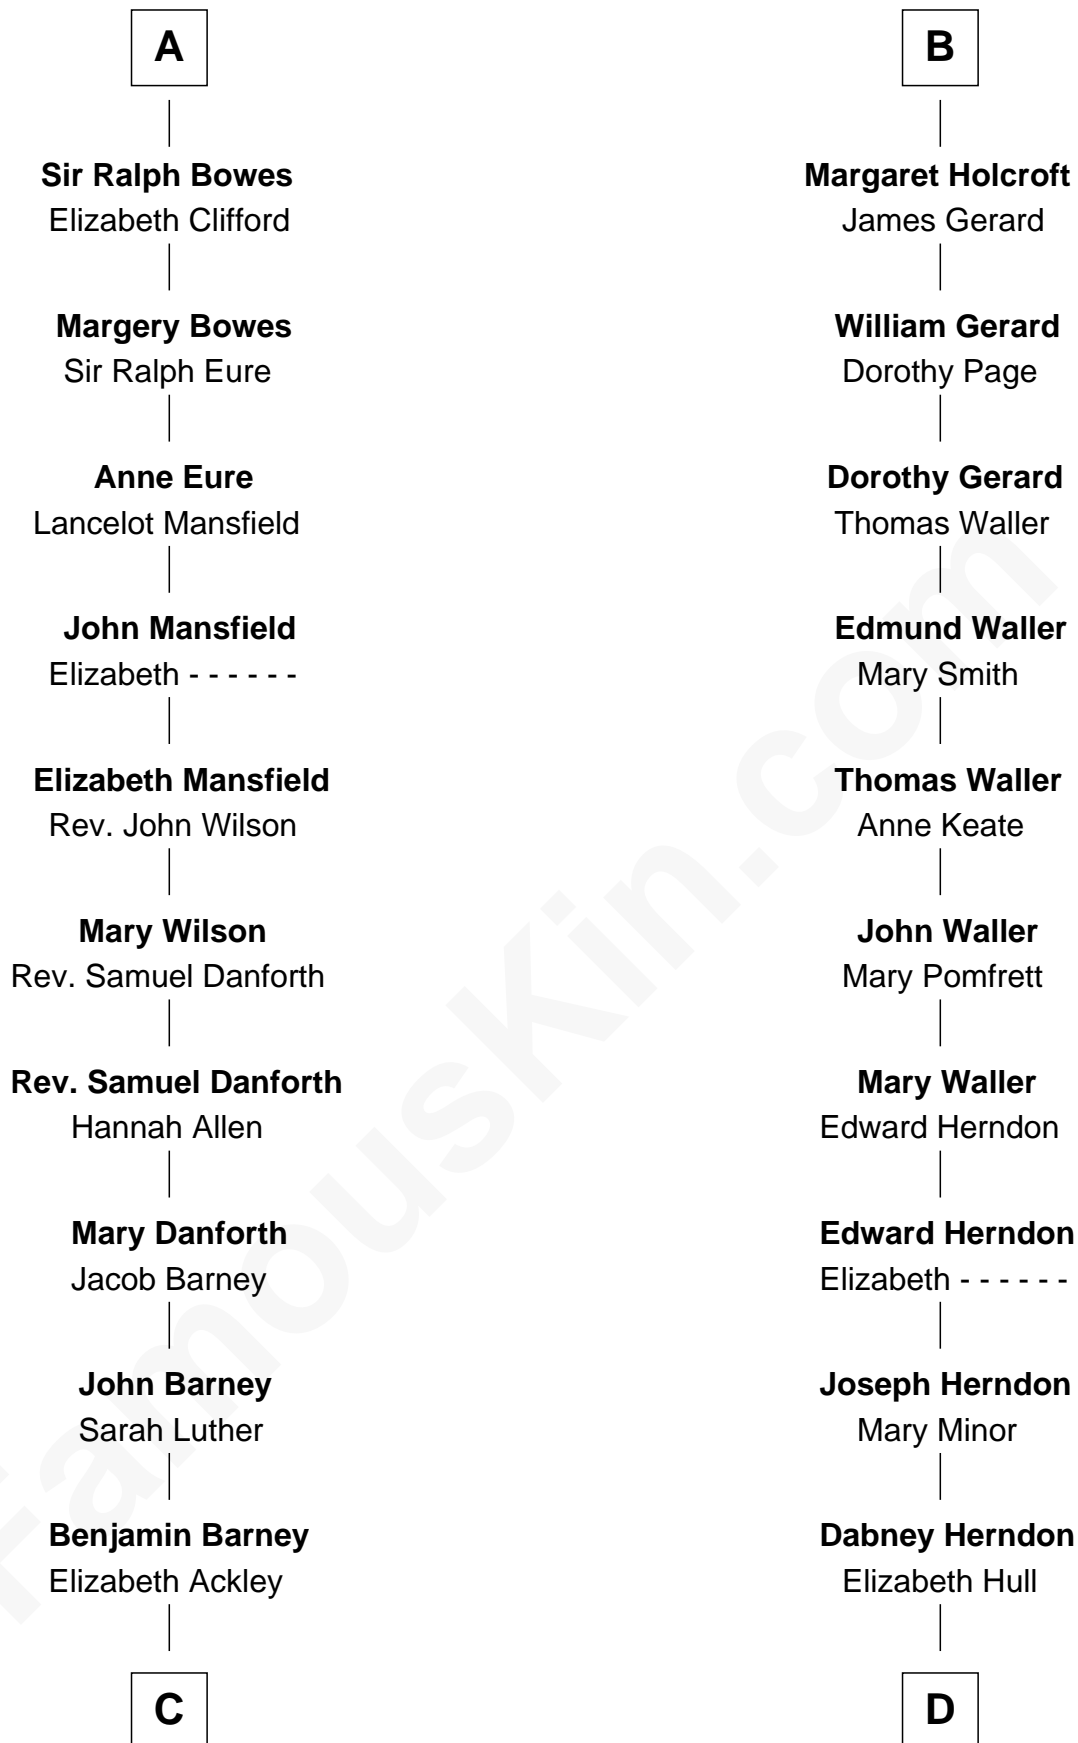 A
Sir Ralph Bowes
Elizabeth Clifford
Margery Bowes
Sir Ralph Eure
Anne Eure
Lancelot Mansfield
John Mansfield
Elizabeth - - - - - -
Elizabeth Mansfield
Rev. John Wilson
Mary Wilson
Rev. Samuel Danforth
Rev. Samuel Danforth
Hannah Allen
Mary Danforth
Jacob Barney
John Barney
Sarah Luther
Benjamin Barney
Elizabeth Ackley
C
B
Margaret Holcroft
James Gerard
William Gerard
Dorothy Page
Dorothy Gerard
Thomas Waller
Edmund Waller
Mary Smith
Thomas Waller
Anne Keate
John Waller
Mary Pomfrett
Mary Waller
Edward Herndon
Edward Herndon
Elizabeth - - - - - -
Joseph Herndon
Mary Minor
Dabney Herndon
Elizabeth Hull
D
FamousKin.com